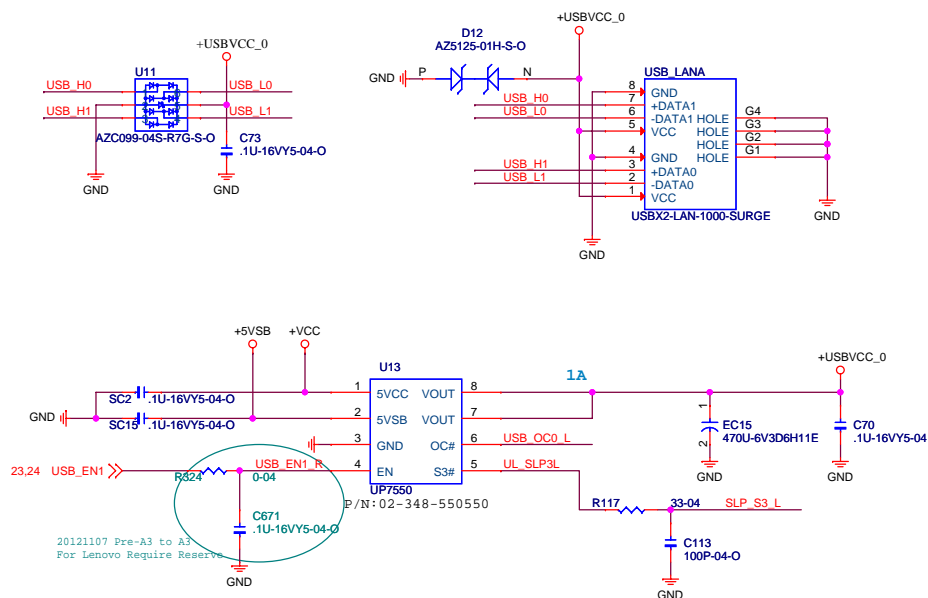 +USBVCC_0
D12
AZ5125-01H-S-O
+USBVCC_0
U11
GND P N
USB_LANA
USB_H0 USB_L0
USB_H1 USB_L1
AZC099-04S-R7G-S-O
C73
.1U-16VY5-04-O
GND GND
8 GND
USB_H0 7 +DATA1
USB_L0 6 -DATA1 HOLE G4
5 VCC HOLE G3
4 GND HOLE G2
USB_H1 3 +DATA0 HOLE G1
USB_L1 2 -DATA0
1 VCC
USBX2-LAN-1000-SURGE
GND
GND
+5VSB +VCC
U13
+USBVCC_0
1A
SC2 .1U-16VY5-04-O 1 5VCC VOUT 8
GND SC15 .1U-16VY5-04-O 2 5VSB VOUT 7
3 GND OC# 6 USB_OC0_L
23,24 USB_EN1 R324 0-04 USB_EN1_R 4 EN S3# 5 UL_SLP3L
UP7550
P/N:02-348-550550
1
EC15
470U-6V3D6H11E
2
GND
C70
.1U-16VY5-04
GND
C671
.1U-16VY5-04-O
20121107 Pre-A3 to A3
For Lenovo Require Reserve
GND
R117 33-04 SLP_S3_L
C113
100P-04-O
GND